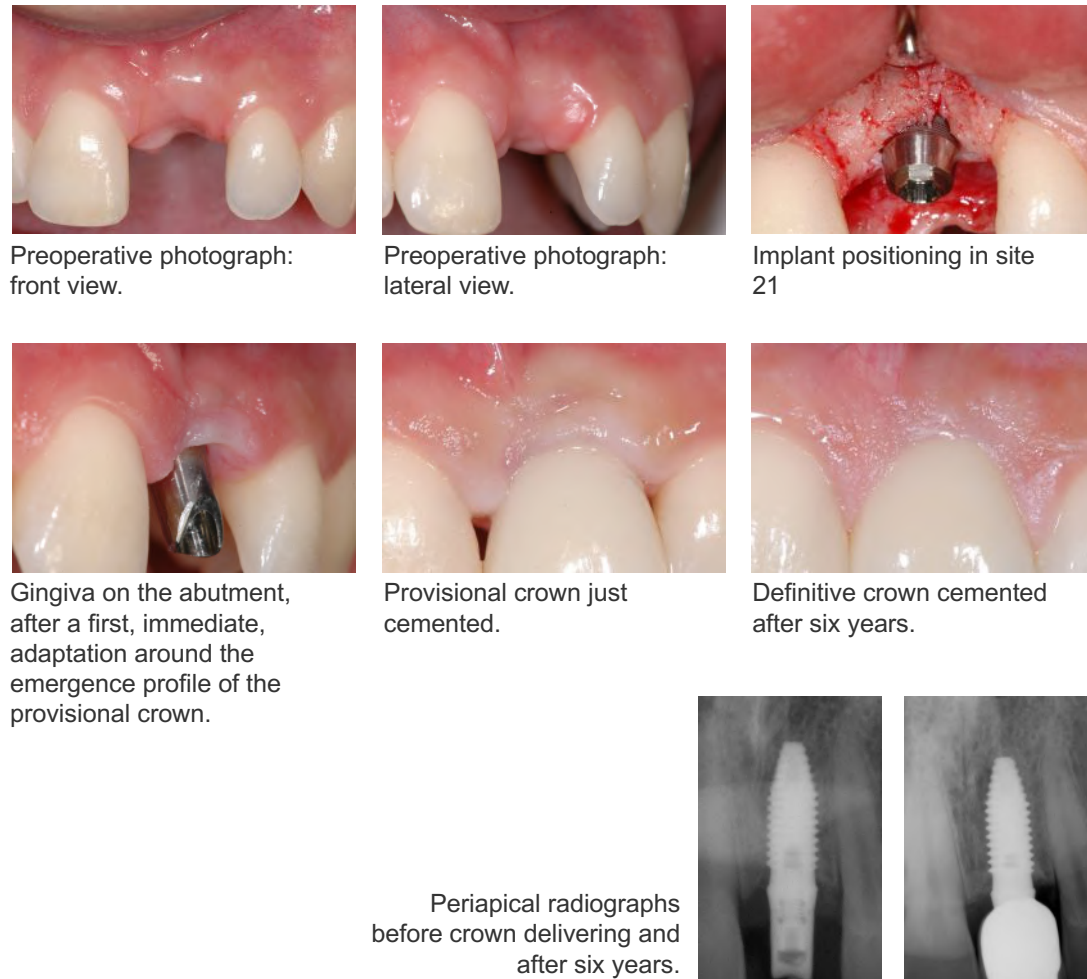 Preoperative photograph:
front view.
Preoperative photograph:
lateral view.
Implant positioning in site
21
Gingiva on the abutment,
after a first, immediate,
adaptation around the
emergence profile of the
provisional crown.
Provisional crown just
cemented.
Definitive crown cemented
after six years.
Periapical radiographs
before crown delivering and
after six years.